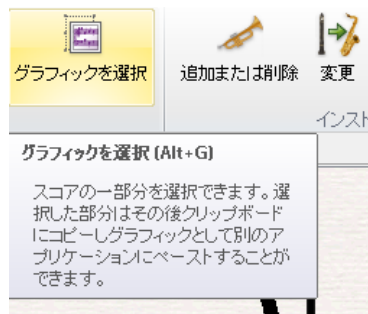 グラフィックを選択
追加または削除
変更
インスト
グラフィックを選択 (Alt+G)
スコアの一部分を選択できます。選
択した部分はその後クリップボード
にコピーしグラフィックとして別のア
プリケーションにペーストすることが
できます。